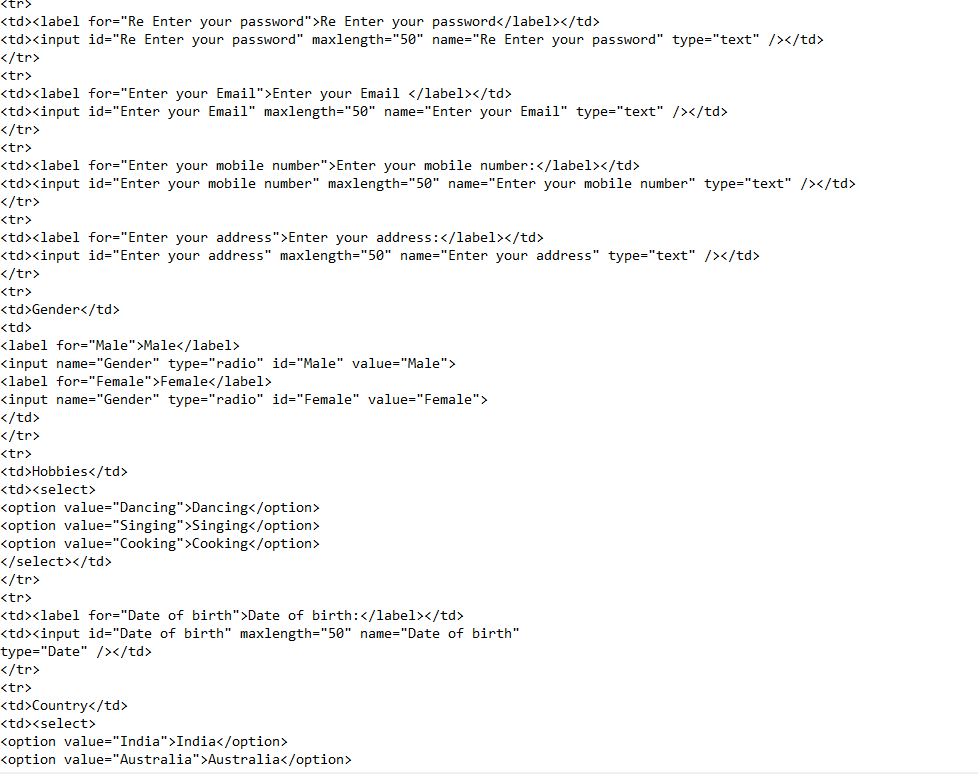 <tr>
<td><label for="Re Enter your password">Re Enter your password</label></td>
<td><input id="Re Enter your password" maxlength="50" name="Re Enter your password" type="text" /></td>
</tr>
<tr>
<td><label for="Enter your Email">Enter your Email </label></td>
<td><input id="Enter your Email" maxlength="50" name="Enter your Email" type="text" /></td>
</tr>
<tr>
<td><label for="Enter your mobile number">Enter your mobile number:</label></td>
<td><input id="Enter your mobile number" maxlength="50" name="Enter your mobile number" type="text" /></td>
</tr>
<tr>
<td><label for="Enter your address">Enter your address:</label></td>
<td><input id="Enter your address" maxlength="50" name="Enter your address" type="text" /></td>
</tr>
<tr>
<td>Gender</td>
<td>
<label for="Male">Male</label>
<input name="Gender" type="radio" id="Male" value="Male">
<label for="Female">Female</label>
<input name="Gender" type="radio" id="Female" value="Female">
</td>
</tr>
<tr>
<td>Hobbies</td>
<td><select>
<option value="Dancing">Dancing</option>
<option value="Singing">Singing</option>
<option value="Cooking">Cooking</option>
</select></td>
</tr>
<tr>
<td><label for="Date of birth">Date of birth:</label></td>
<td><input id="Date of birth" maxlength="50" name="Date of birth"
type="Date" /></td>
</tr>
<tr>
<td>Country</td>
<td><select>
<option value="India">India</option>
<option value="Australia">Australia</option>